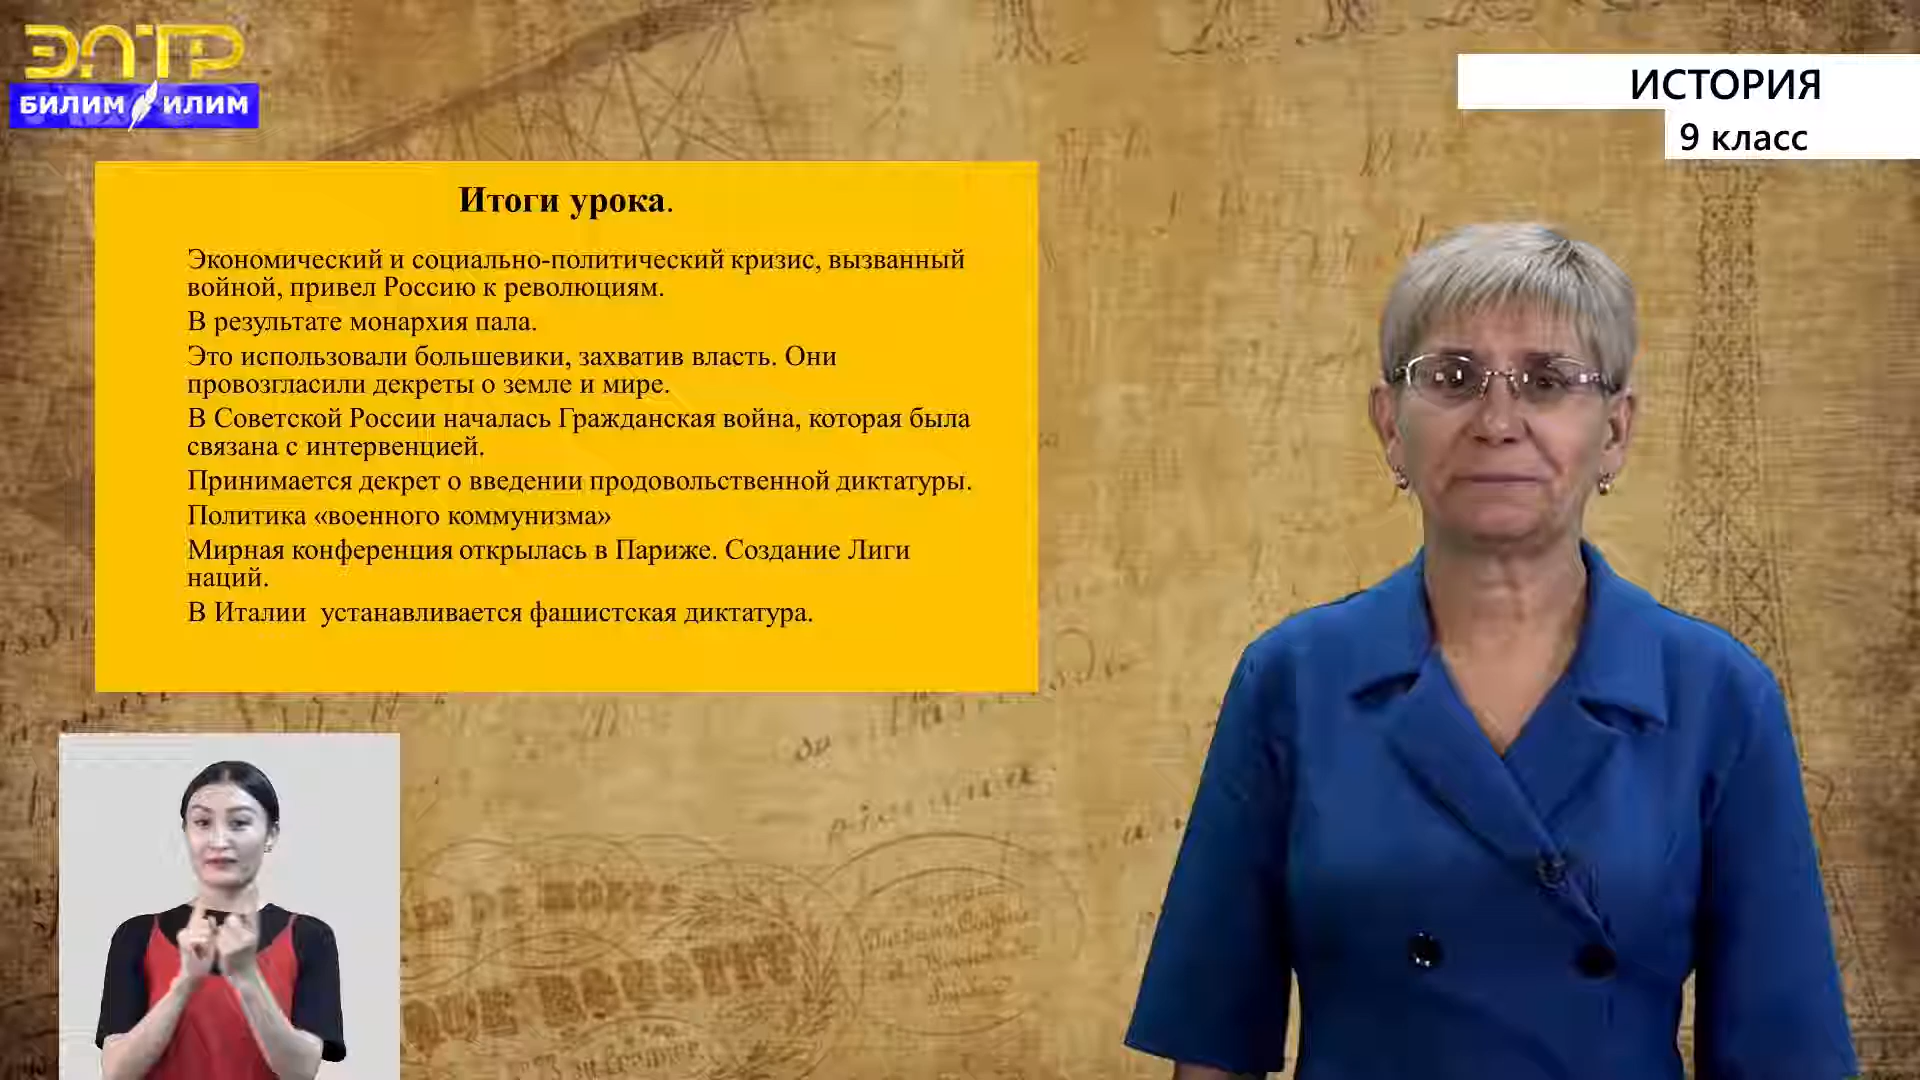 ЭЛТР
БИЛИМ ИЛИМ
ИСТОРИЯ
9 класс
Итоги урока.
Экономический и социально-политический кризис, вызванный
войной, привел Россию к революциям.
В результате монархия пала.
Это использовали большевики, захватив власть. Они
провозгласили декреты о земле и мире.
В Советской России началась Гражданская война, которая была
связана с интервенцией.
Принимается декрет о введении продовольственной диктатуры.
Политика «военного коммунизма»
Мирная конференция открылась в Париже. Создание Лиги
наций.
В Италии устанавливается фашистская диктатура.